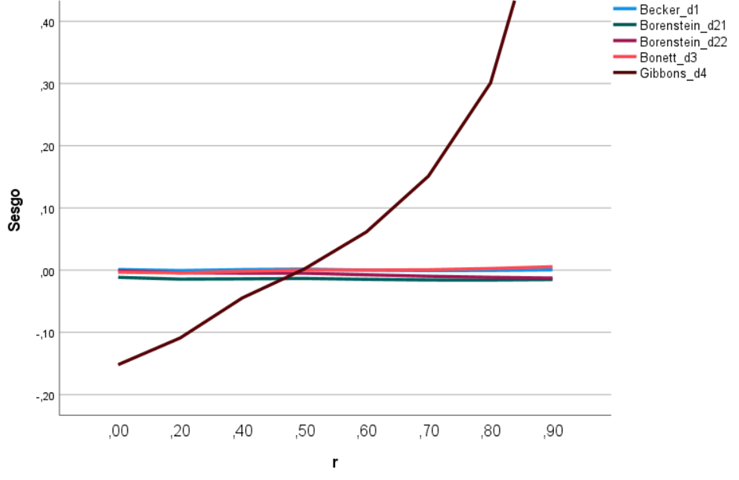 ,40
,30
,20
,10
,00
-,10
-,20
Sesgo
,00 ,20 ,40 ,50 ,60 ,70 ,80 ,90
r
Becker_d1
Borenstein_d21
Borenstein_d22
Bonett_d3
Gibbons_d4